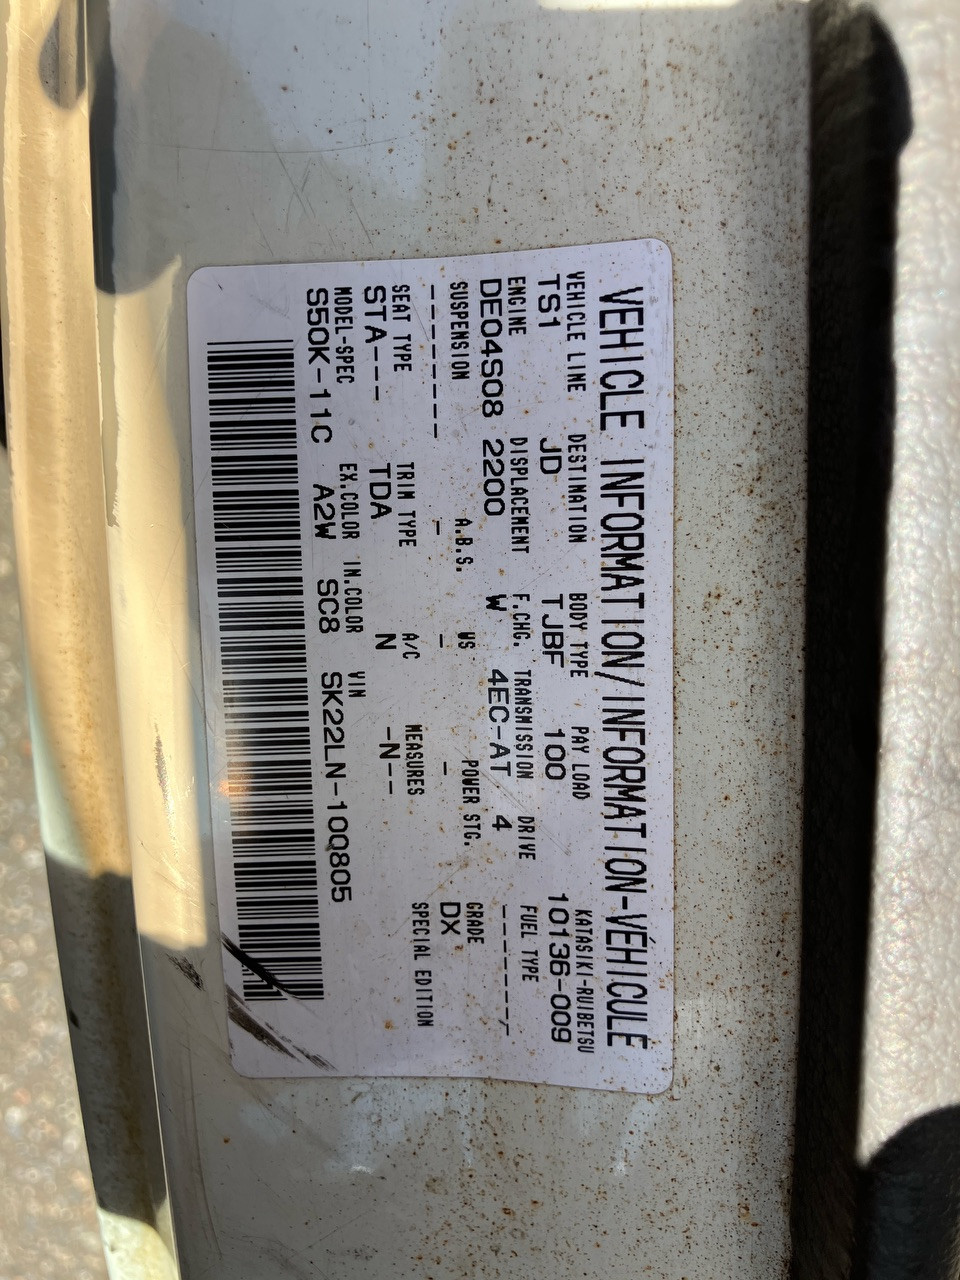 VEHICLE INFORMATION/INFORMATION-VÉHICULE
VEHICLE LINE DESTINATION BODY TYPE PAY LOAD KATASIKI-RUIBETSU
TS1 JD TJBF 100 10136-009
ENGINE DISPLACEMENT F.CHG. TRANSMISSION DRIVE FUEL TYPE
DE04S08 2200 W 4EC-AT 4 ------,-
SUSPENSION A.B.S. WS POWER STG. GRADE
------- - - - DX
SEAT TYPE TRIM TYPE A/C MEASURES SPECIAL EDITION
STA--- TDA N -N--
MODEL-SPEC EX.COLOR IN.COLOR VIN
S50K-11C A2W SC8 SK22LN-100805